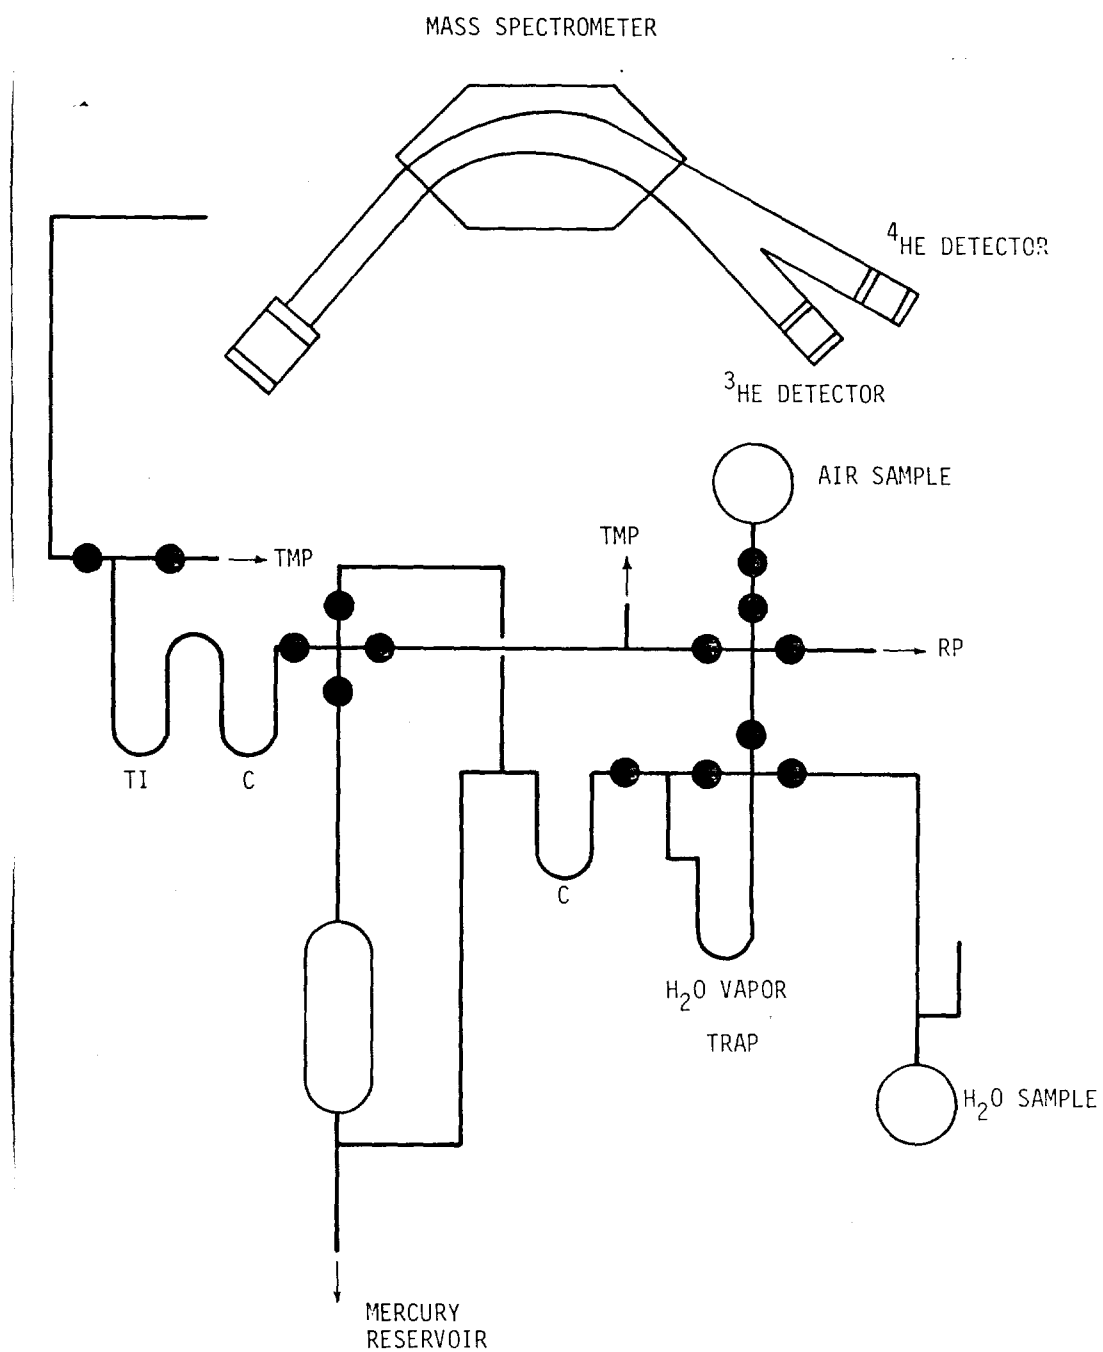 MASS SPECTROMETER
4HE DETECTOR
3HE DETECTOR
AIR SAMPLE
TMP
TMP
RP
TI
C
C
H2O VAPOR
TRAP
H2O SAMPLE
MERCURY
RESERVOIR